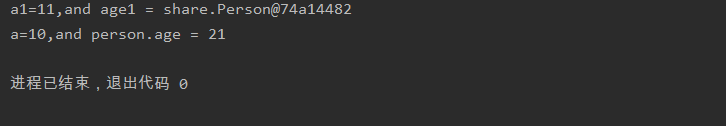 a1=11,and age1 = share.Person@74a14482
a=10,and person.age = 21
进程已结束，退出代码 0